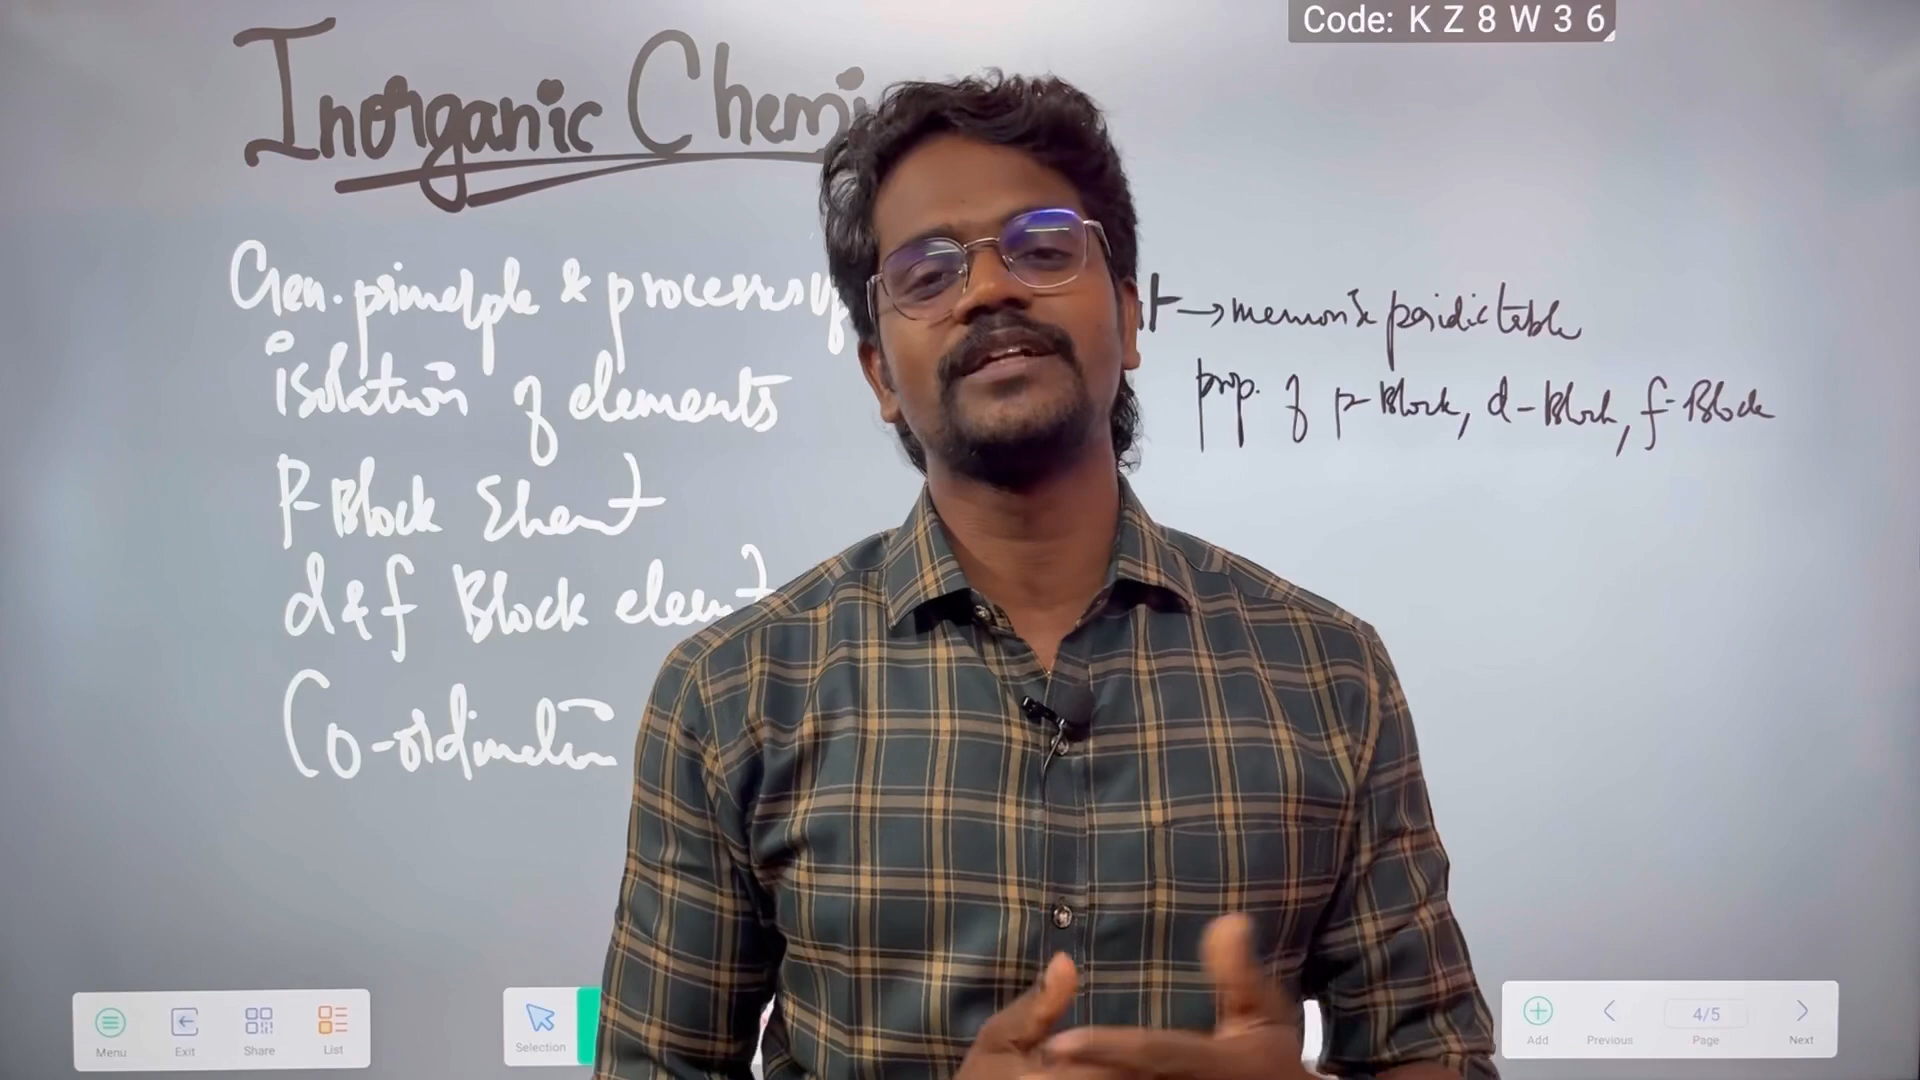 Code: K Z 8 W 3 6
Inorganic Chemi
Gen. principle & processes of
isolation of elements
→ memorise periodic table
prop. of p-Block, d-Block, f-Block
P-Block Element
d & f Block element
Co-ordination
Menu
Exit
Share
List
Selection
Add
Previous
4/5
Page
Next